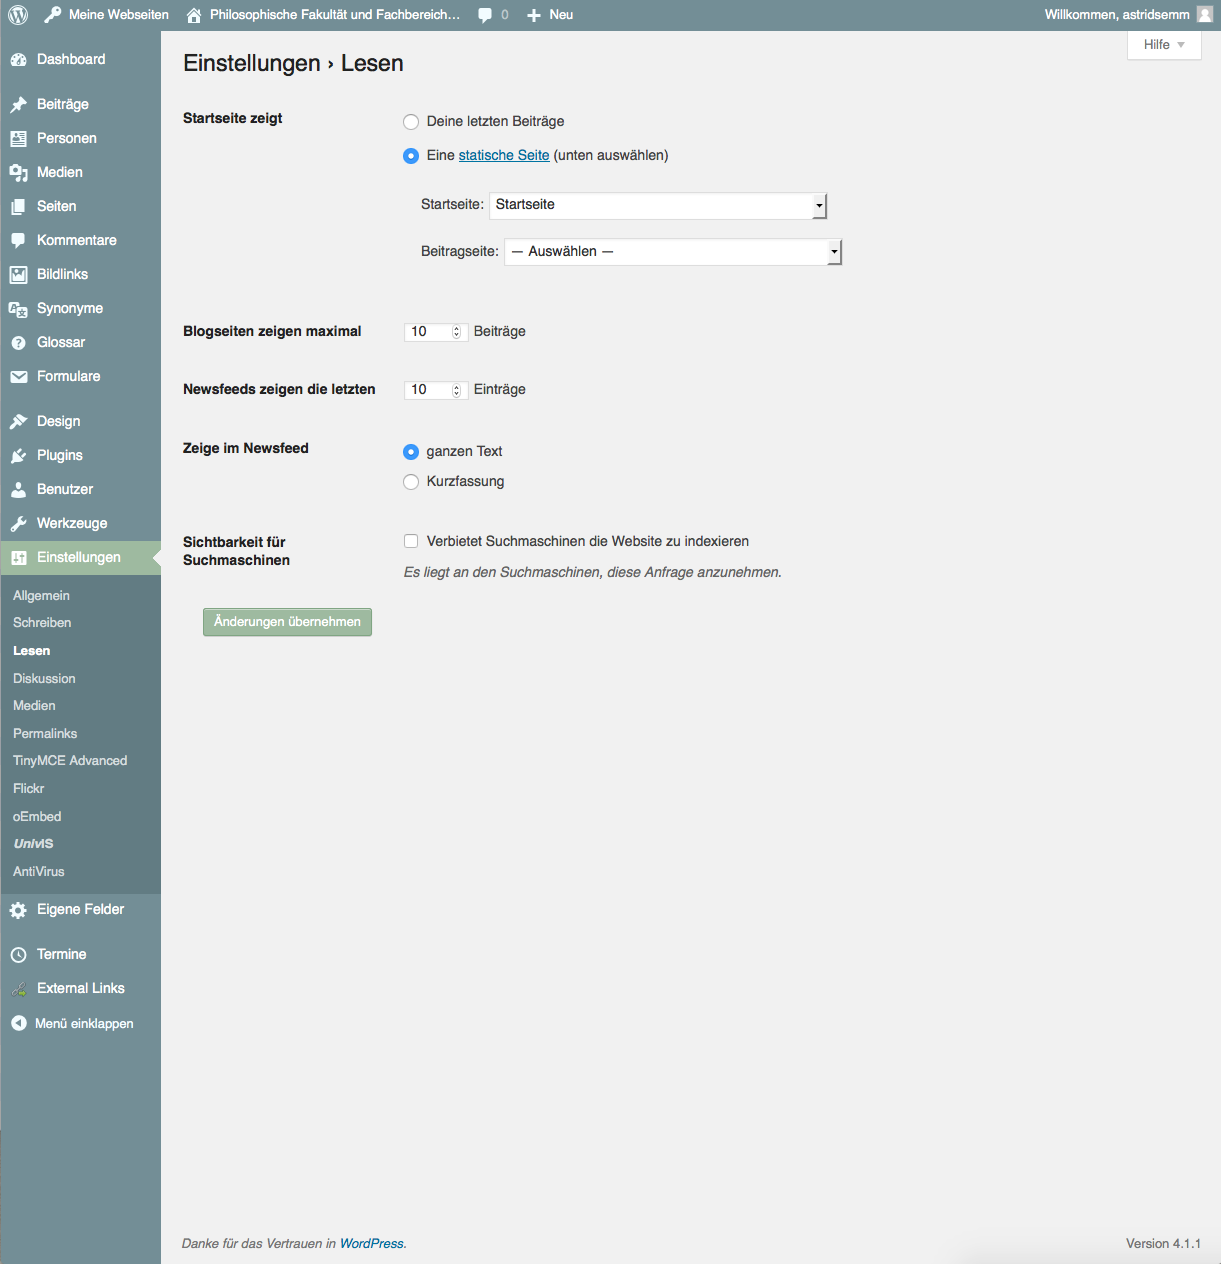 Meine Webseiten
Philosophische Fakultät und Fachbereich…
0
Neu
Willkommen, astridsemm
Hilfe
Dashboard
Beiträge
Personen
Medien
Seiten
Kommentare
Bildlinks
Synonyme
Glossar
Formulare
Design
Plugins
Benutzer
Werkzeuge
Einstellungen
Allgemein
Schreiben
Lesen
Diskussion
Medien
Permalinks
TinyMCE Advanced
Flickr
oEmbed
UnivIS
AntiVirus
Eigene Felder
Termine
External Links
Menü einklappen
Einstellungen › Lesen
Startseite zeigt
Deine letzten Beiträge
Eine statische Seite (unten auswählen)
Startseite: Startseite
Beitragseite: — Auswählen —
Blogseiten zeigen maximal
10 Beiträge
Newsfeeds zeigen die letzten
10 Einträge
Zeige im Newsfeed
ganzen Text
Kurzfassung
Sichtbarkeit für
Suchmaschinen
Verbietet Suchmaschinen die Website zu indexieren
Es liegt an den Suchmaschinen, diese Anfrage anzunehmen.
Änderungen übernehmen
Danke für das Vertrauen in WordPress.
Version 4.1.1